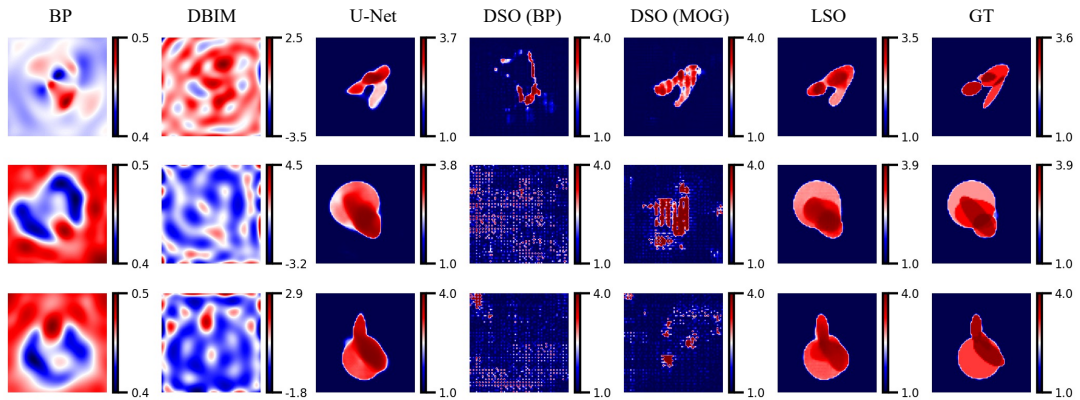 BP DBIM U-Net DSO (BP) DSO (MOG) LSO GT
0.5 2.5 3.7 4.0 4.0 3.5 3.6
0.4 -3.5 1.0 1.0 1.0 1.0 1.0
0.5 4.5 3.8 4.0 4.0 3.9 3.9
0.4 -3.2 1.0 1.0 1.0 1.0 1.0
0.5 2.9 4.0 4.0 4.0 4.0 4.0
0.4 -1.8 1.0 1.0 1.0 1.0 1.0